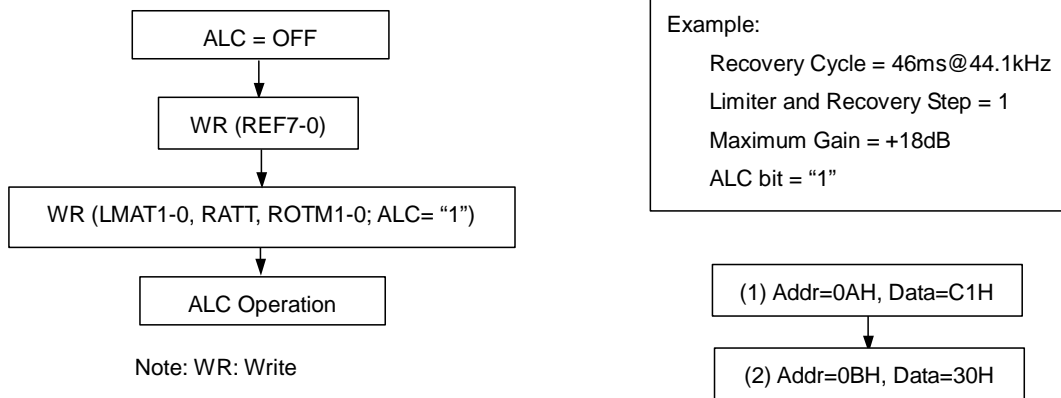 ALC = OFF
WR (REF7-0)
WR (LMAT1-0, RATT, ROTM1-0; ALC= “1”)
ALC Operation
Note: WR: Write
Example:
Recovery Cycle = 46ms@44.1kHz
Limiter and Recovery Step = 1
Maximum Gain = +18dB
ALC bit = “1”
(1) Addr=0AH, Data=C1H
(2) Addr=0BH, Data=30H